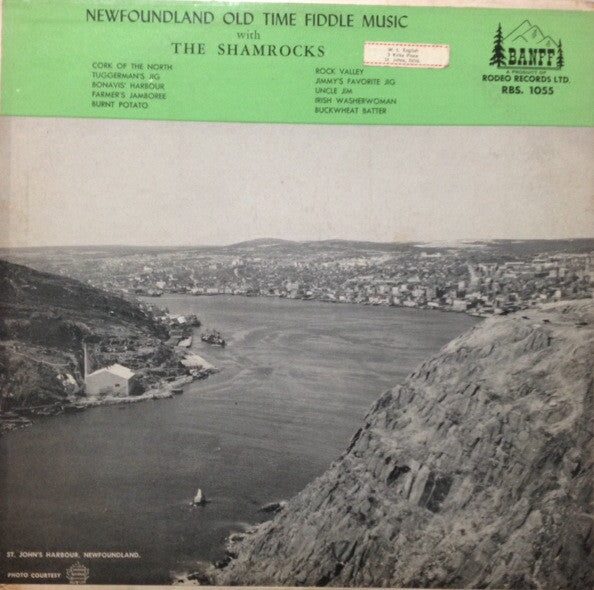 NEWFOUNDLAND OLD TIME FIDDLE MUSIC
with
THE SHAMROCKS
CORK OF THE NORTH
TUGGERMAN'S JIG
BONAVIS' HARBOUR
FARMER'S JAMBOREE
BURNT POTATO
ROCK VALLEY
JIMMY'S FAVORITE JIG
UNCLE JIM
IRISH WASHERWOMAN
BUCKWHEAT BATTER
BANFF
A PRODUCT OF
RODEO RECORDS LTD.
RBS. 1055
ST. JOHN'S HARBOUR, NEWFOUNDLAND.
PHOTO COURTESY